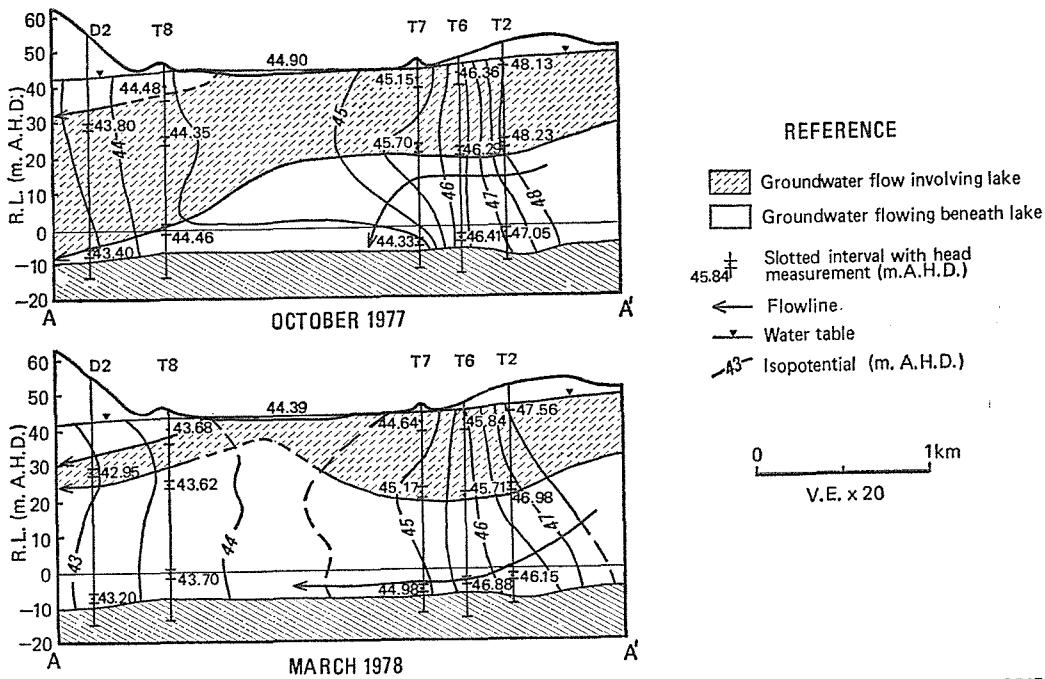 60
50
40
30
20
10
0
−10
−20
R.L. (m. A.H.D.)
D2
T8
T7
T6
T2
44.90
44.48
43.80
44
44.35
45
45.15
46.36
48.13
45.70
46.29
48.23
46
47
48
43.40
44.46
44.33
46.41
47.05
A
A'
OCTOBER 1977
60
50
40
30
20
10
0
−10
−20
R.L. (m. A.H.D.)
D2
T8
T7
T6
T2
44.39
43.68
44.64
45.84
47.56
42.95
43.62
45.17
45.71
46.98
43
44
45
46
47
43.20
43.70
44.98
46.88
46.15
A
A'
MARCH 1978
REFERENCE
Groundwater flow involving lake
Groundwater flowing beneath lake
45.84
Slotted interval with head
measurement (m.A.H.D.)
Flowline
Water table
43
Isopotential (m. A.H.D.)
0
1km
V.E. x 20